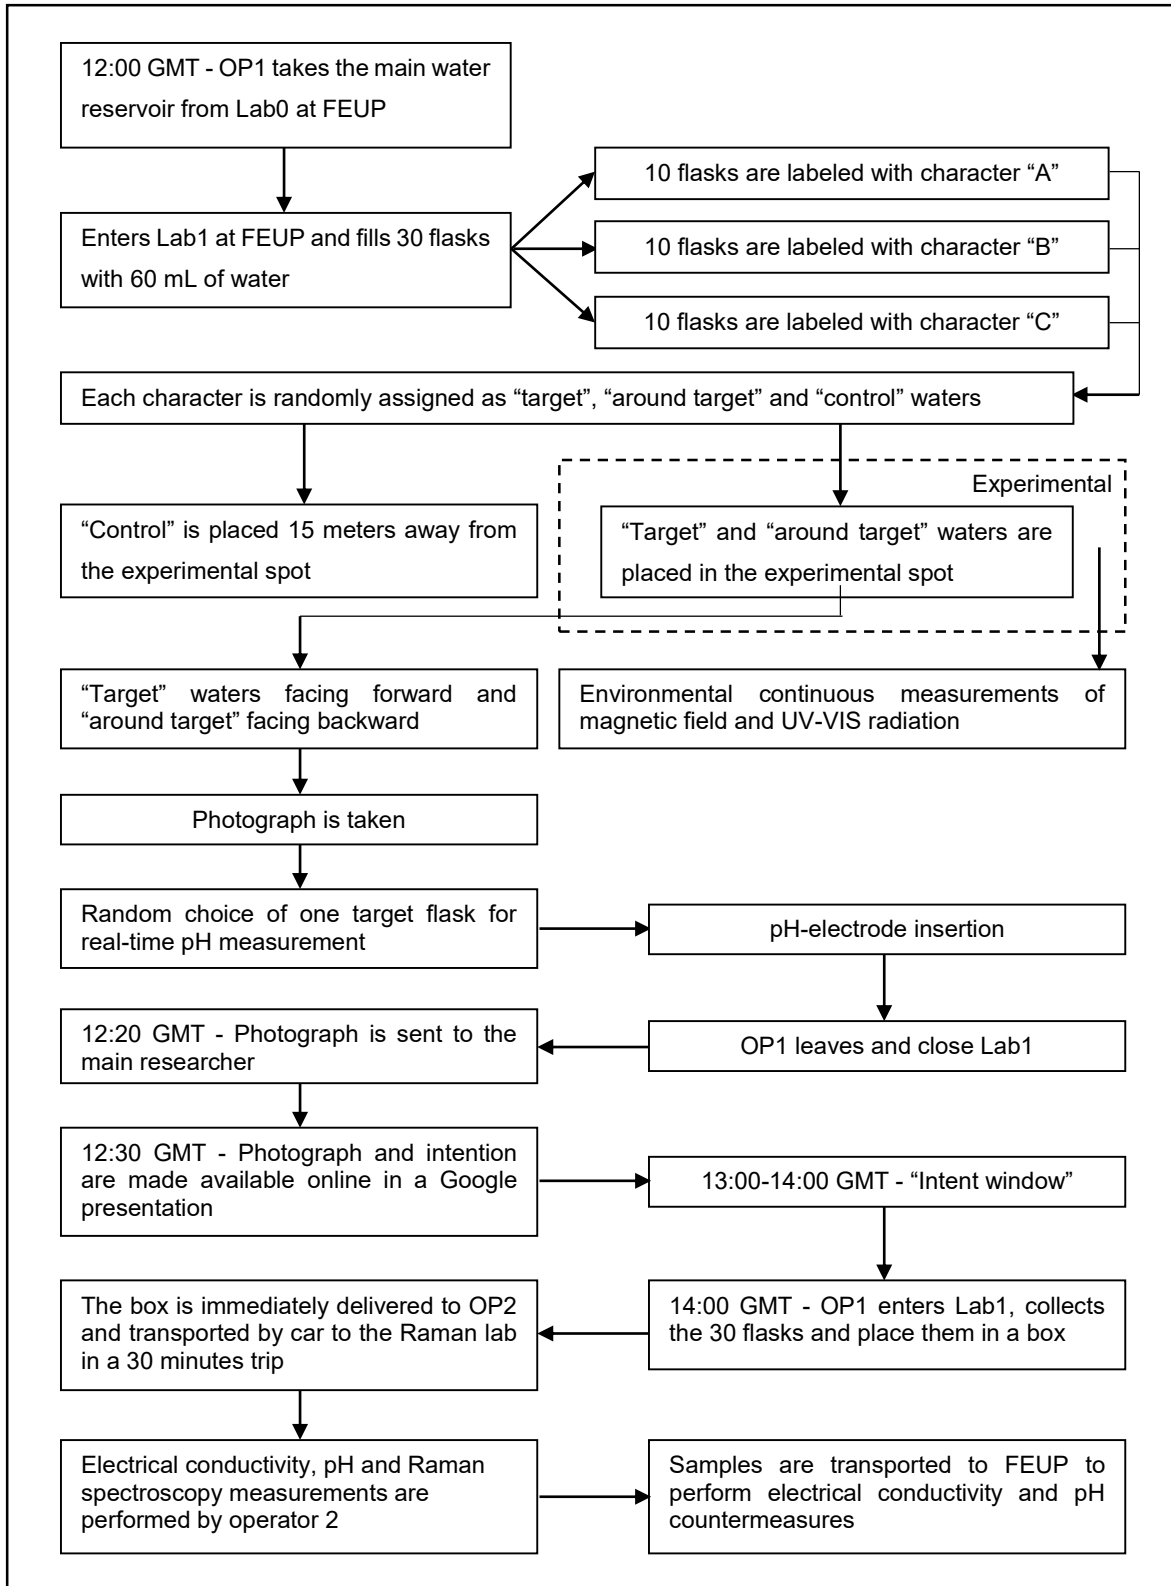 12:00 GMT - OP1 takes the main water
reservoir from Lab0 at FEUP
Enters Lab1 at FEUP and fills 30 flasks
with 60 mL of water
10 flasks are labeled with character “A”
10 flasks are labeled with character “B”
10 flasks are labeled with character “C”
Each character is randomly assigned as “target”, “around target” and “control” waters
“Control” is placed 15 meters away from
the experimental spot
Experimental
“Target” and “around target” waters are
placed in the experimental spot
“Target” waters facing forward and
“around target” facing backward
Environmental continuous measurements of
magnetic field and UV-VIS radiation
Photograph is taken
Random choice of one target flask for
real-time pH measurement
pH-electrode insertion
OP1 leaves and close Lab1
12:20 GMT - Photograph is sent to the
main researcher
12:30 GMT - Photograph and intention
are made available online in a Google
presentation
13:00-14:00 GMT - “Intent window”
14:00 GMT - OP1 enters Lab1, collects
the 30 flasks and place them in a box
The box is immediately delivered to OP2
and transported by car to the Raman lab
in a 30 minutes trip
Electrical conductivity, pH and Raman
spectroscopy measurements are
performed by operator 2
Samples are transported to FEUP to
perform electrical conductivity and pH
countermeasures